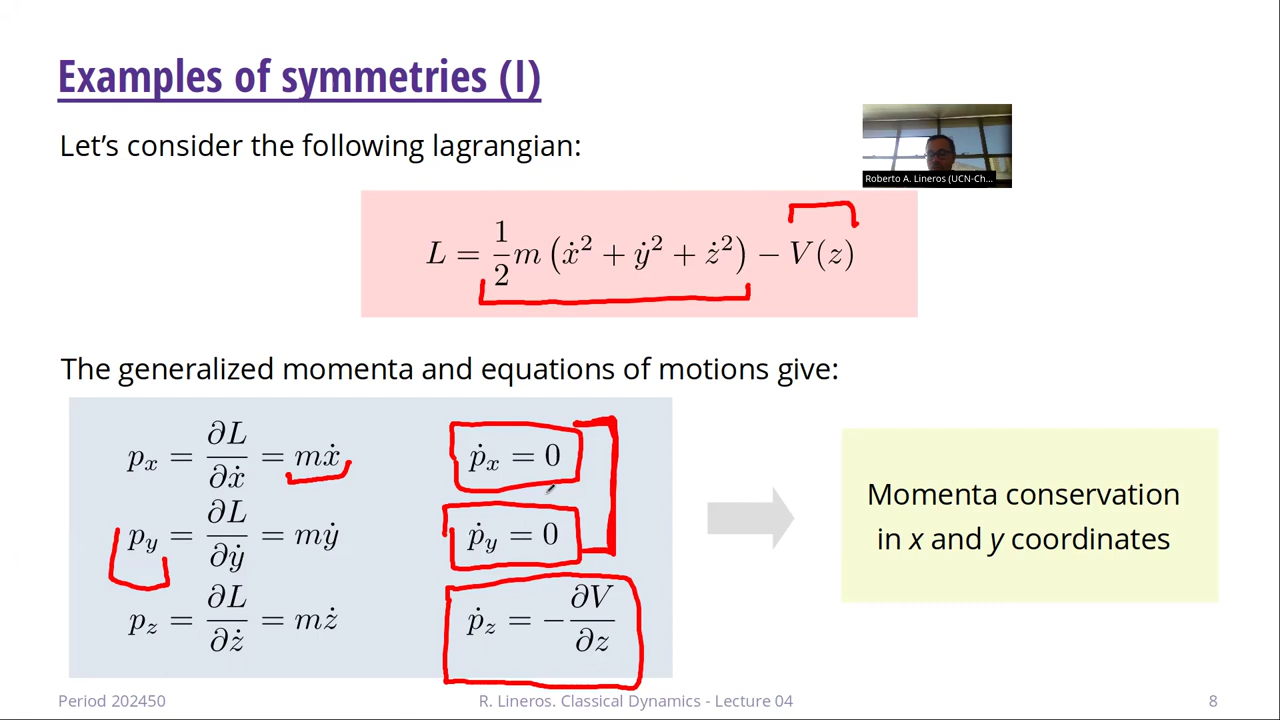 Examples of symmetries (I)
Let's consider the following lagrangian:
Roberto A. Lineros (UCN-Ch...
L = 1/2 m (ẋ² + ẏ² + ż²) − V(z)
The generalized momenta and equations of motions give:
pₓ = ∂L/∂ẋ = mẋ ṗₓ = 0
p_y = ∂L/∂ẏ = mẏ ṗ_y = 0
p_z = ∂L/∂ż = mż ṗ_z = −∂V/∂z
Momenta conservation
in x and y coordinates
Period 202450 R. Lineros. Classical Dynamics - Lecture 04 8